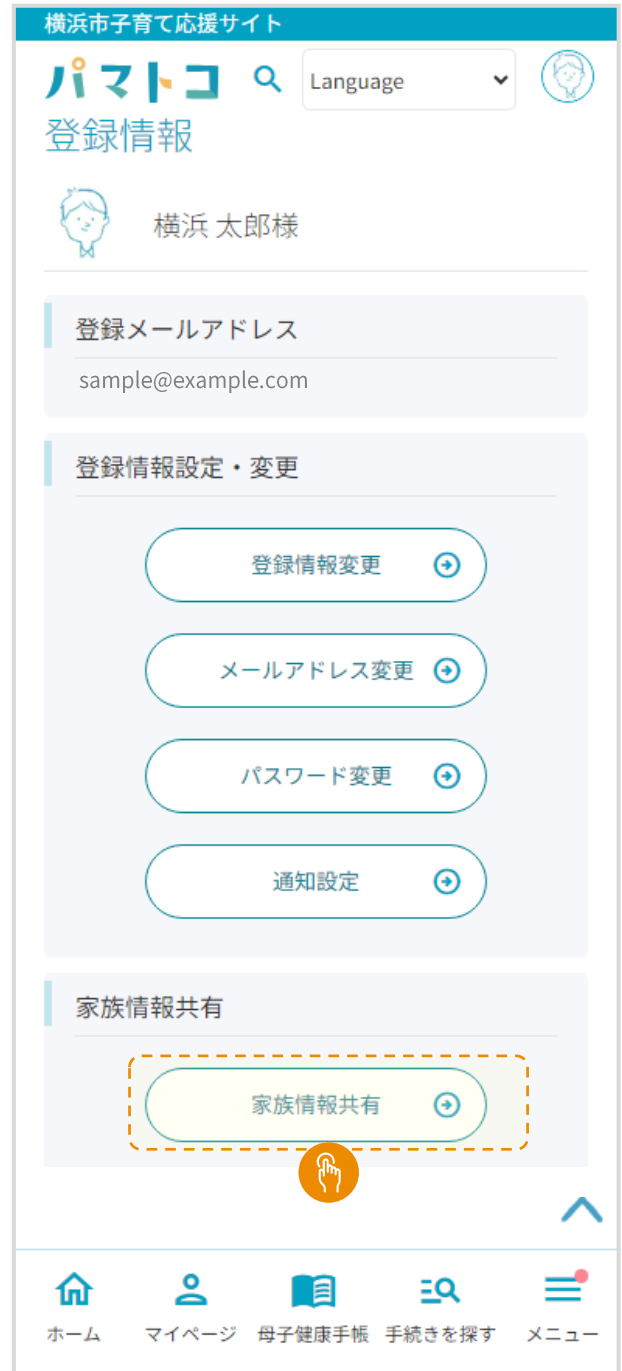 横浜市子育て応援サイト
パマトコ
Language
登録情報
横浜 太郎様
登録メールアドレス
sample@example.com
登録情報設定・変更
登録情報変更
メールアドレス変更
パスワード変更
通知設定
家族情報共有
家族情報共有
ホーム
マイページ
母子健康手帳
手続きを探す
メニュー